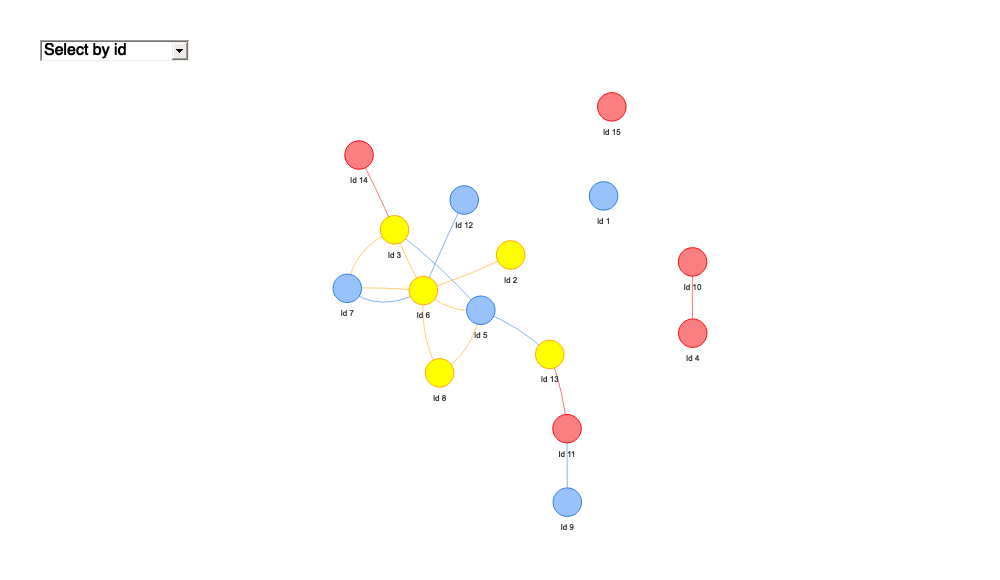 Select by id
Id 15
Id 14
Id 1
Id 12
Id 3
Id 2
Id 10
Id 7
Id 6
Id 5
Id 4
Id 13
Id 8
Id 11
Id 9